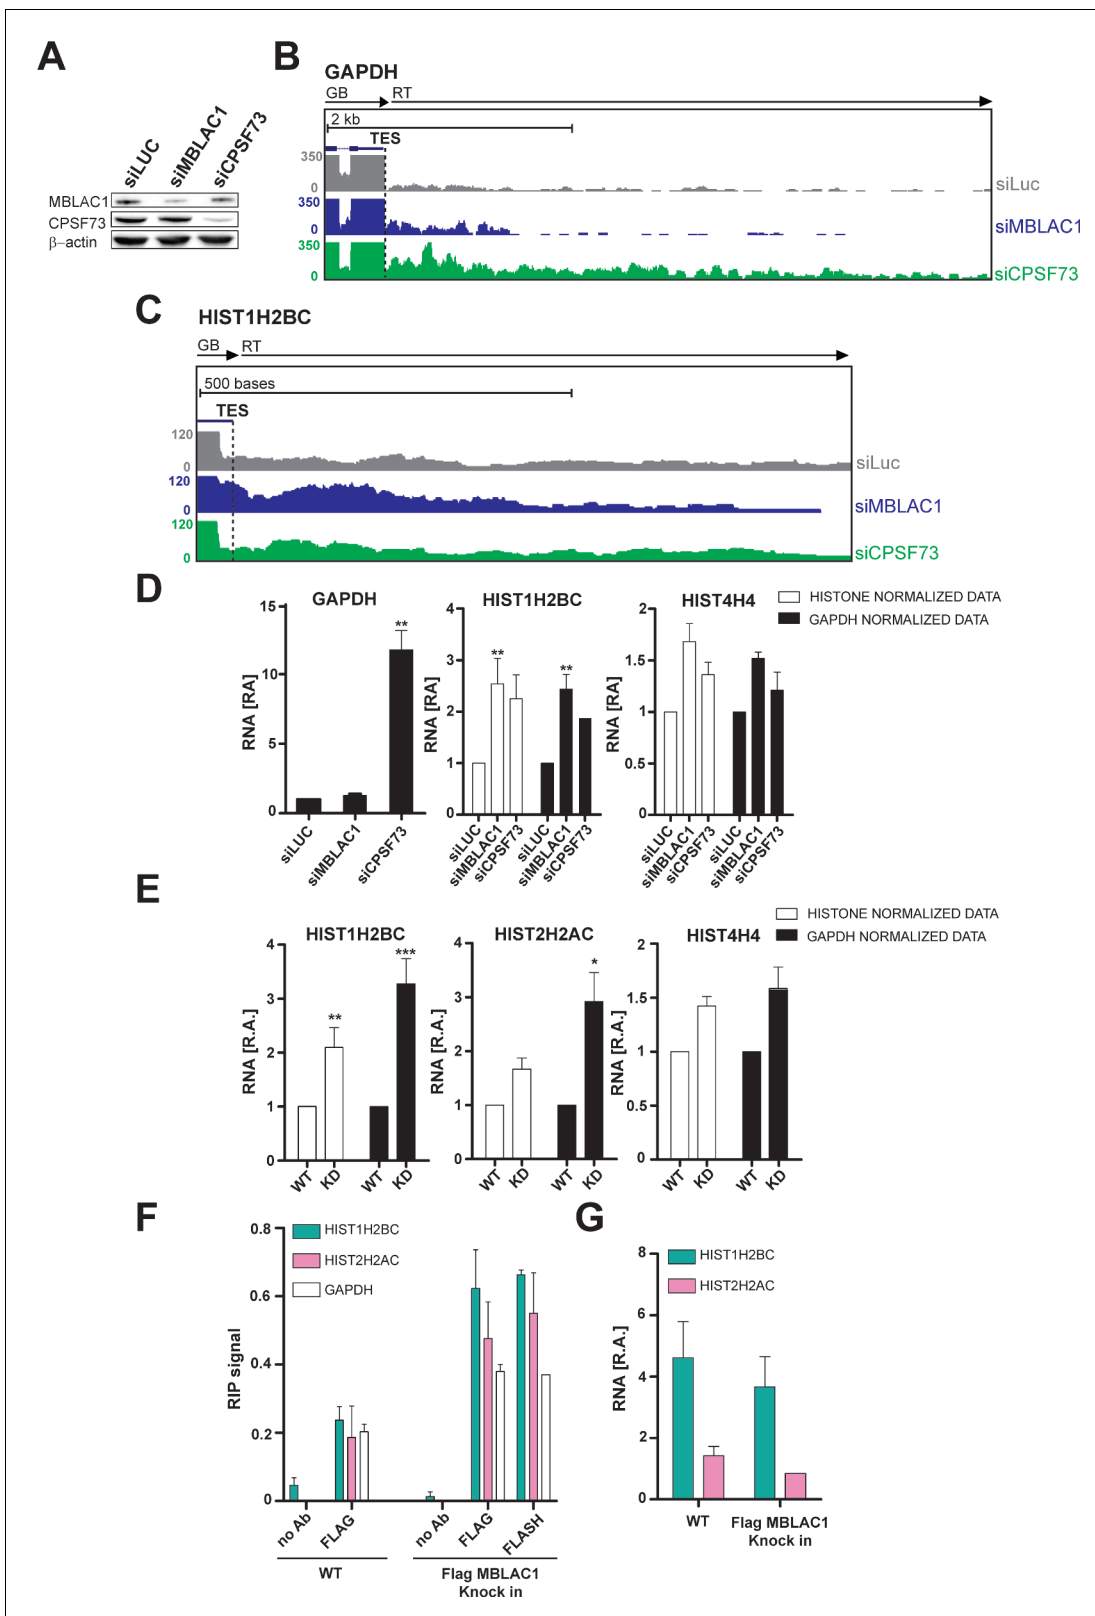 A
siLUC siMBLAC1 siCPSF73
MBLAC1
CPSF73
β–actin
B
GAPDH
GB RT
2 kb
TES
350
0
siLuc
350
0
siMBLAC1
350
0
siCPSF73
C
HIST1H2BC
GB RT
500 bases
TES
120
0
siLuc
120
0
siMBLAC1
120
0
siCPSF73
D
GAPDH
RNA [RA]
15
10
5
0
**
siLUC siMBLAC1 siCPSF73
HIST1H2BC
RNA [RA]
4
3
2
1
0
** **
siLUC siMBLAC1 siCPSF73 siLUC siMBLAC1 siCPSF73
HIST4H4
RNA [RA]
2
1.5
1
0.5
0
siLUC siMBLAC1 siCPSF73 siLUC siMBLAC1 siCPSF73
HISTONE NORMALIZED DATA
GAPDH NORMALIZED DATA
E
HIST1H2BC
RNA [R.A.]
4
3
2
1
0
** ***
WT KD WT KD
HIST2H2AC
RNA [R.A.]
4
3
2
1
0
*
WT KD WT KD
HIST4H4
RNA [R.A.]
2
1.5
1
0.5
0
WT KD WT KD
HISTONE NORMALIZED DATA
GAPDH NORMALIZED DATA
F
HIST1H2BC
HIST2H2AC
GAPDH
RIP signal
0.8
0.6
0.4
0.2
0
no Ab FLAG no Ab FLAG FLASH
WT
Flag MBLAC1
Knock in
G
HIST1H2BC
HIST2H2AC
RNA [R.A.]
8
6
4
2
0
WT
Flag MBLAC1
Knock in